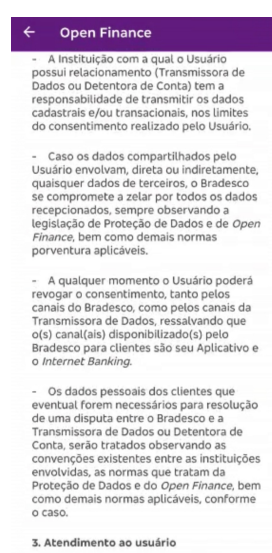 ← Open Finance
- A Instituição com a qual o Usuário
possui relacionamento (Transmissora de
Dados ou Detentora de Conta) tem a
responsabilidade de transmitir os dados
cadastrais e/ou transacionais, nos limites
do consentimento realizado pelo Usuário.
- Caso os dados compartilhados pelo
Usuário envolvam, direta ou indiretamente,
quaisquer dados de terceiros, o Bradesco
se compromete a zelar por todos os dados
recepcionados, sempre observando a
legislação de Proteção de Dados e de Open
Finance, bem como demais normas
porventura aplicáveis.
- A qualquer momento o Usuário poderá
revogar o consentimento, tanto pelos
canais do Bradesco, como pelos canais da
Transmissora de Dados, ressalvando que
o(s) canal(ais) disponibilizado(s) pelo
Bradesco para clientes são seu Aplicativo e
o Internet Banking.
- Os dados pessoais dos clientes que
eventual forem necessários para resolução
de uma disputa entre o Bradesco e a
Transmissora de Dados ou Detentora de
Conta, serão tratados observando as
convenções existentes entre as instituições
envolvidas, as normas que tratam da
Proteção de Dados e do Open Finance, bem
como demais normas aplicáveis, conforme
o caso.
3. Atendimento ao usuário